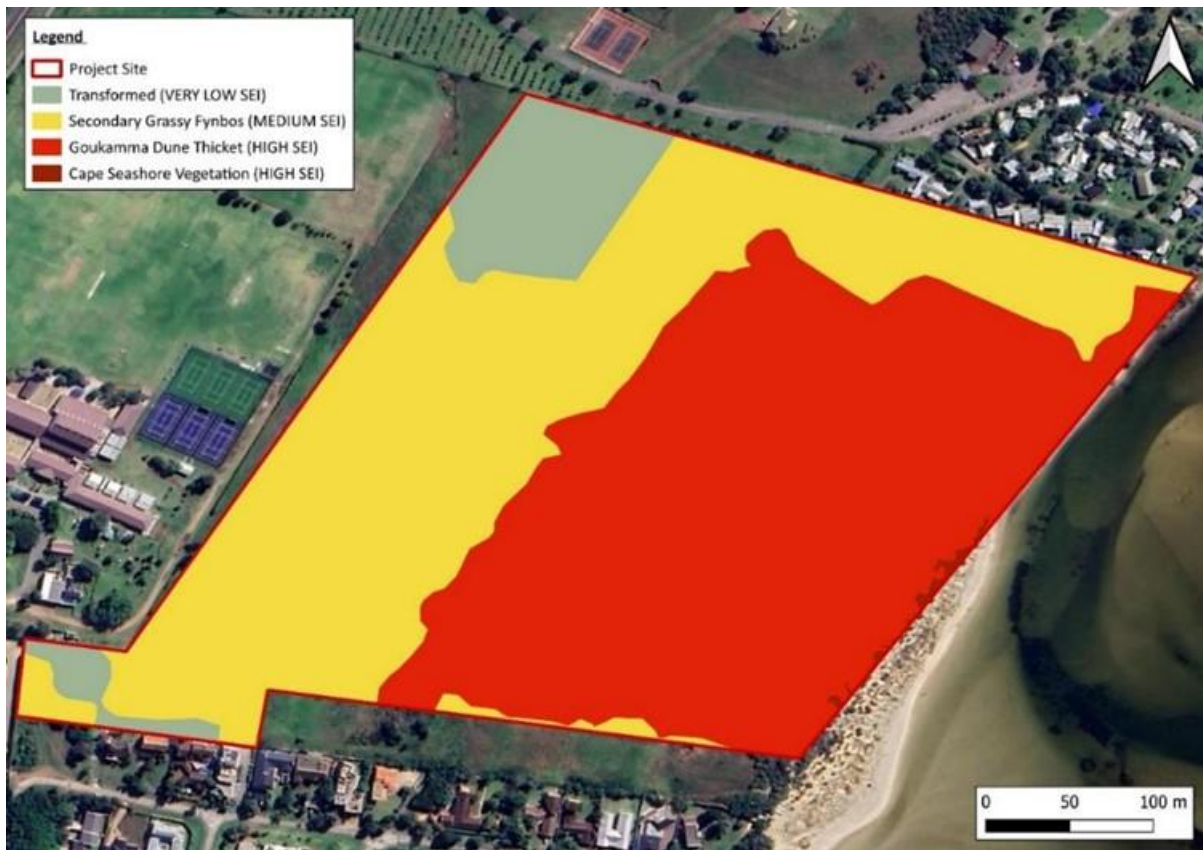 Legend
Project Site
Transformed (VERY LOW SEI)
Secondary Grassy Fynbos (MEDIUM SEI)
Goukamma Dune Thicket (HIGH SEI)
Cape Seashore Vegetation (HIGH SEI)
0 50 100 m